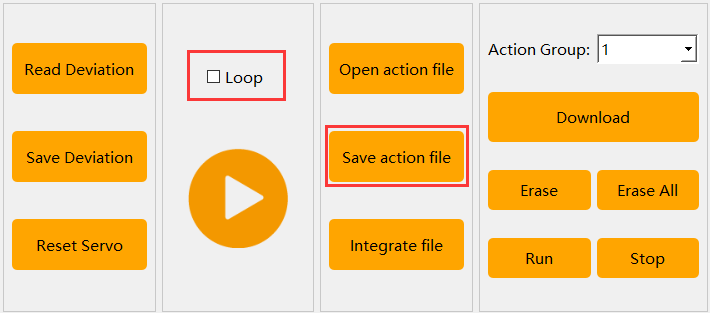 Read Deviation
Save Deviation
Reset Servo
Loop
Open action file
Save action file
Integrate file
Action Group: 1
Download
Erase Erase All
Run Stop